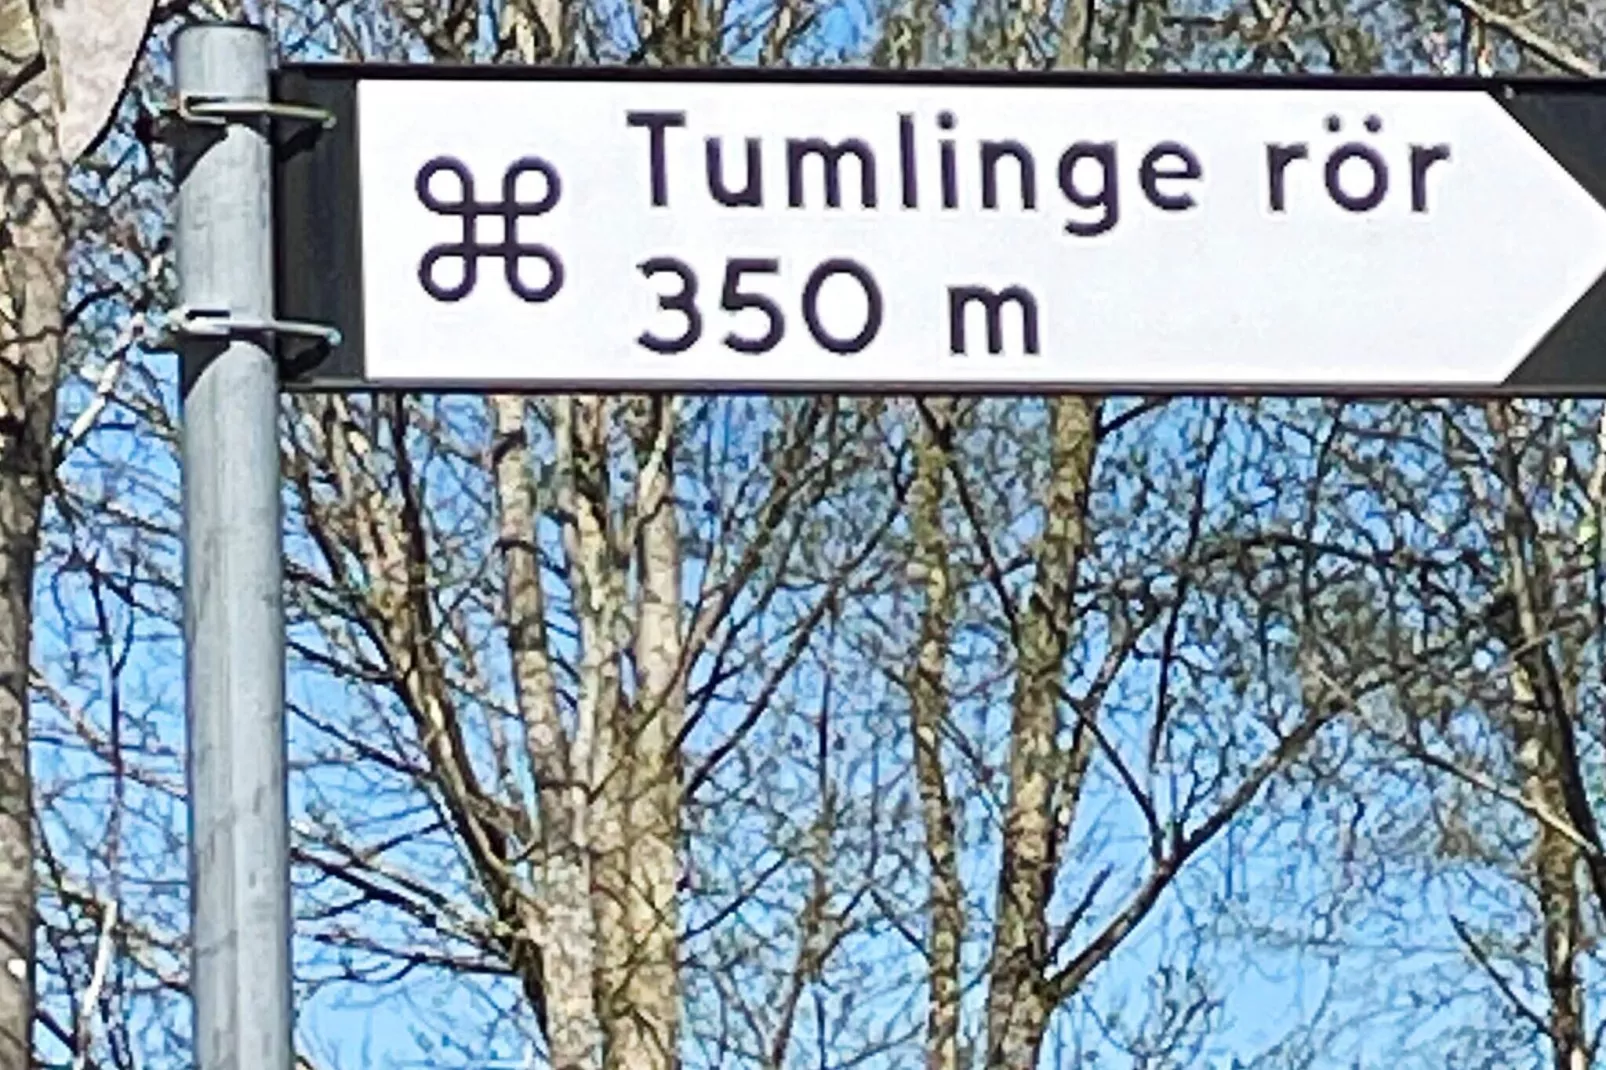 ⌘ Tumlinge rör
350 m